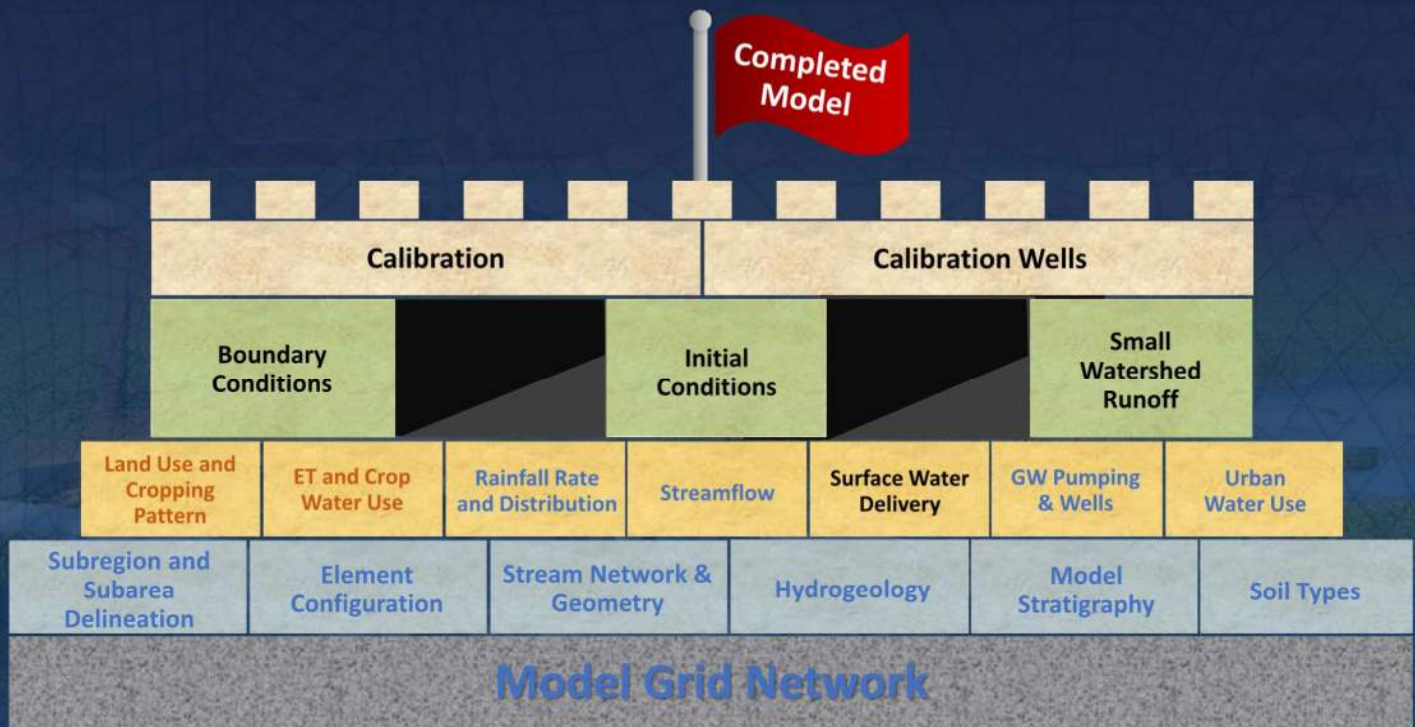 Completed
Model
Calibration
Calibration Wells
Boundary
Conditions
Initial
Conditions
Small
Watershed
Runoff
Land Use and
Cropping
Pattern
ET and Crop
Water Use
Rainfall Rate
and Distribution
Streamflow
Surface Water
Delivery
GW Pumping
& Wells
Urban
Water Use
Subregion and
Subarea
Delineation
Element
Configuration
Stream Network &
Geometry
Hydrogeology
Model
Stratigraphy
Soil Types
Model Grid Network